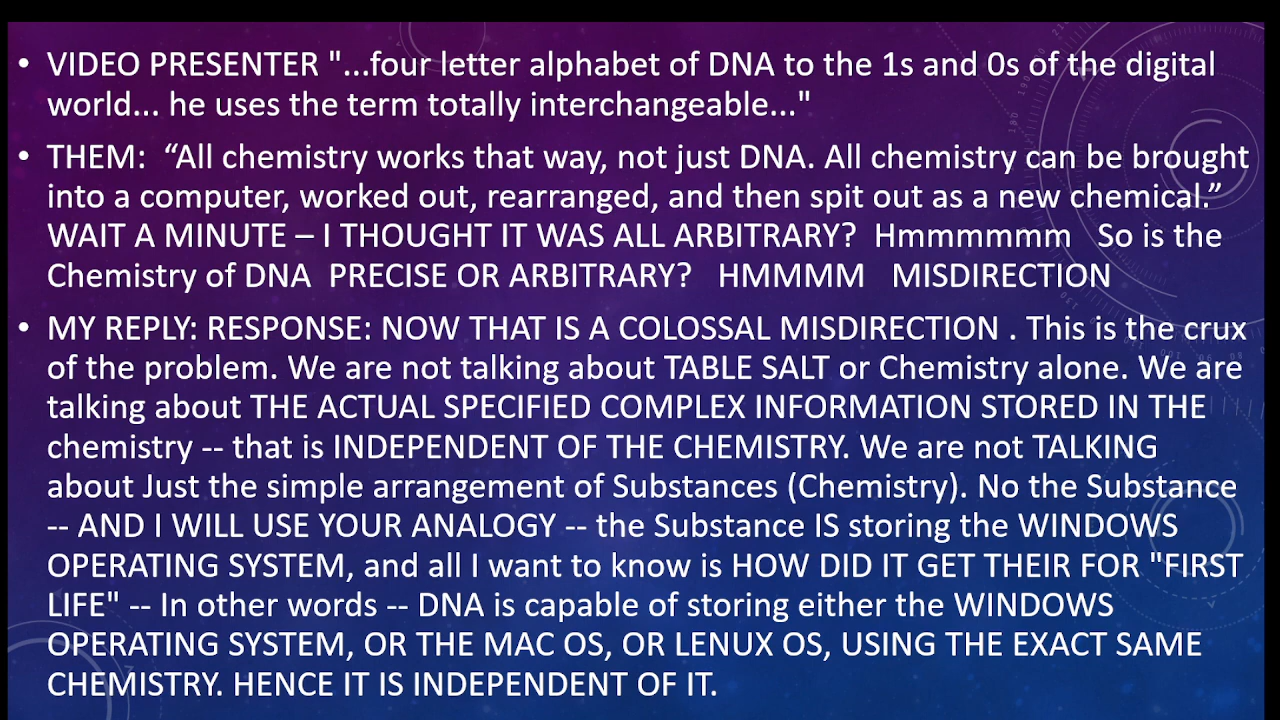 • VIDEO PRESENTER "...four letter alphabet of DNA to the 1s and 0s of the digital
world... he uses the term totally interchangeable..."
• THEM: “All chemistry works that way, not just DNA. All chemistry can be brought
into a computer, worked out, rearranged, and then spit out as a new chemical.”
WAIT A MINUTE – I THOUGHT IT WAS ALL ARBITRARY? Hmmmmmm So is the
Chemistry of DNA PRECISE OR ARBITRARY? HMMMM MISDIRECTION
• MY REPLY: RESPONSE: NOW THAT IS A COLOSSAL MISDIRECTION . This is the crux
of the problem. We are not talking about TABLE SALT or Chemistry alone. We are
talking about THE ACTUAL SPECIFIED COMPLEX INFORMATION STORED IN THE
chemistry -- that is INDEPENDENT OF THE CHEMISTRY. We are not TALKING
about Just the simple arrangement of Substances (Chemistry). No the Substance
-- AND I WILL USE YOUR ANALOGY -- the Substance IS storing the WINDOWS
OPERATING SYSTEM, and all I want to know is HOW DID IT GET THEIR FOR "FIRST
LIFE" -- In other words -- DNA is capable of storing either the WINDOWS
OPERATING SYSTEM, OR THE MAC OS, OR LENUX OS, USING THE EXACT SAME
CHEMISTRY. HENCE IT IS INDEPENDENT OF IT.